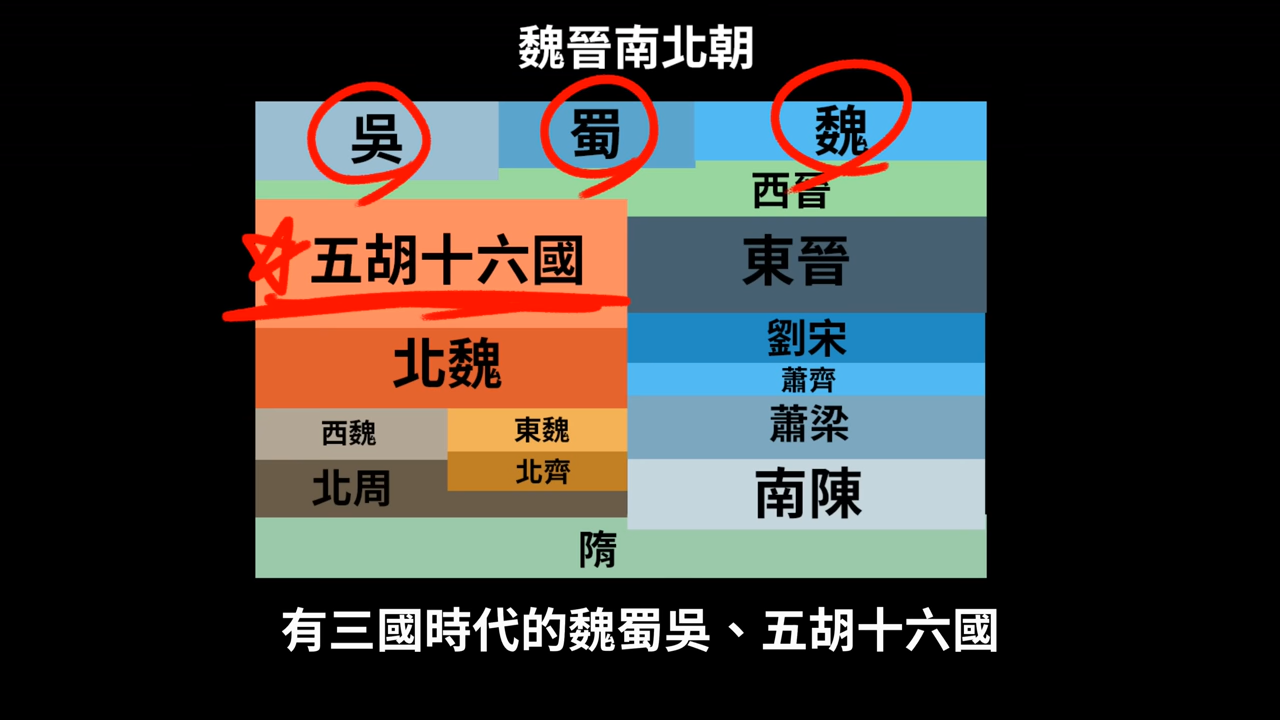 魏晉南北朝
吳 蜀 魏
西晉
五胡十六國 東晉
劉宋
北魏
蕭齊
西魏 東魏 蕭梁
北齊
北周 南陳
隋
有三國時代的魏蜀吳、五胡十六國